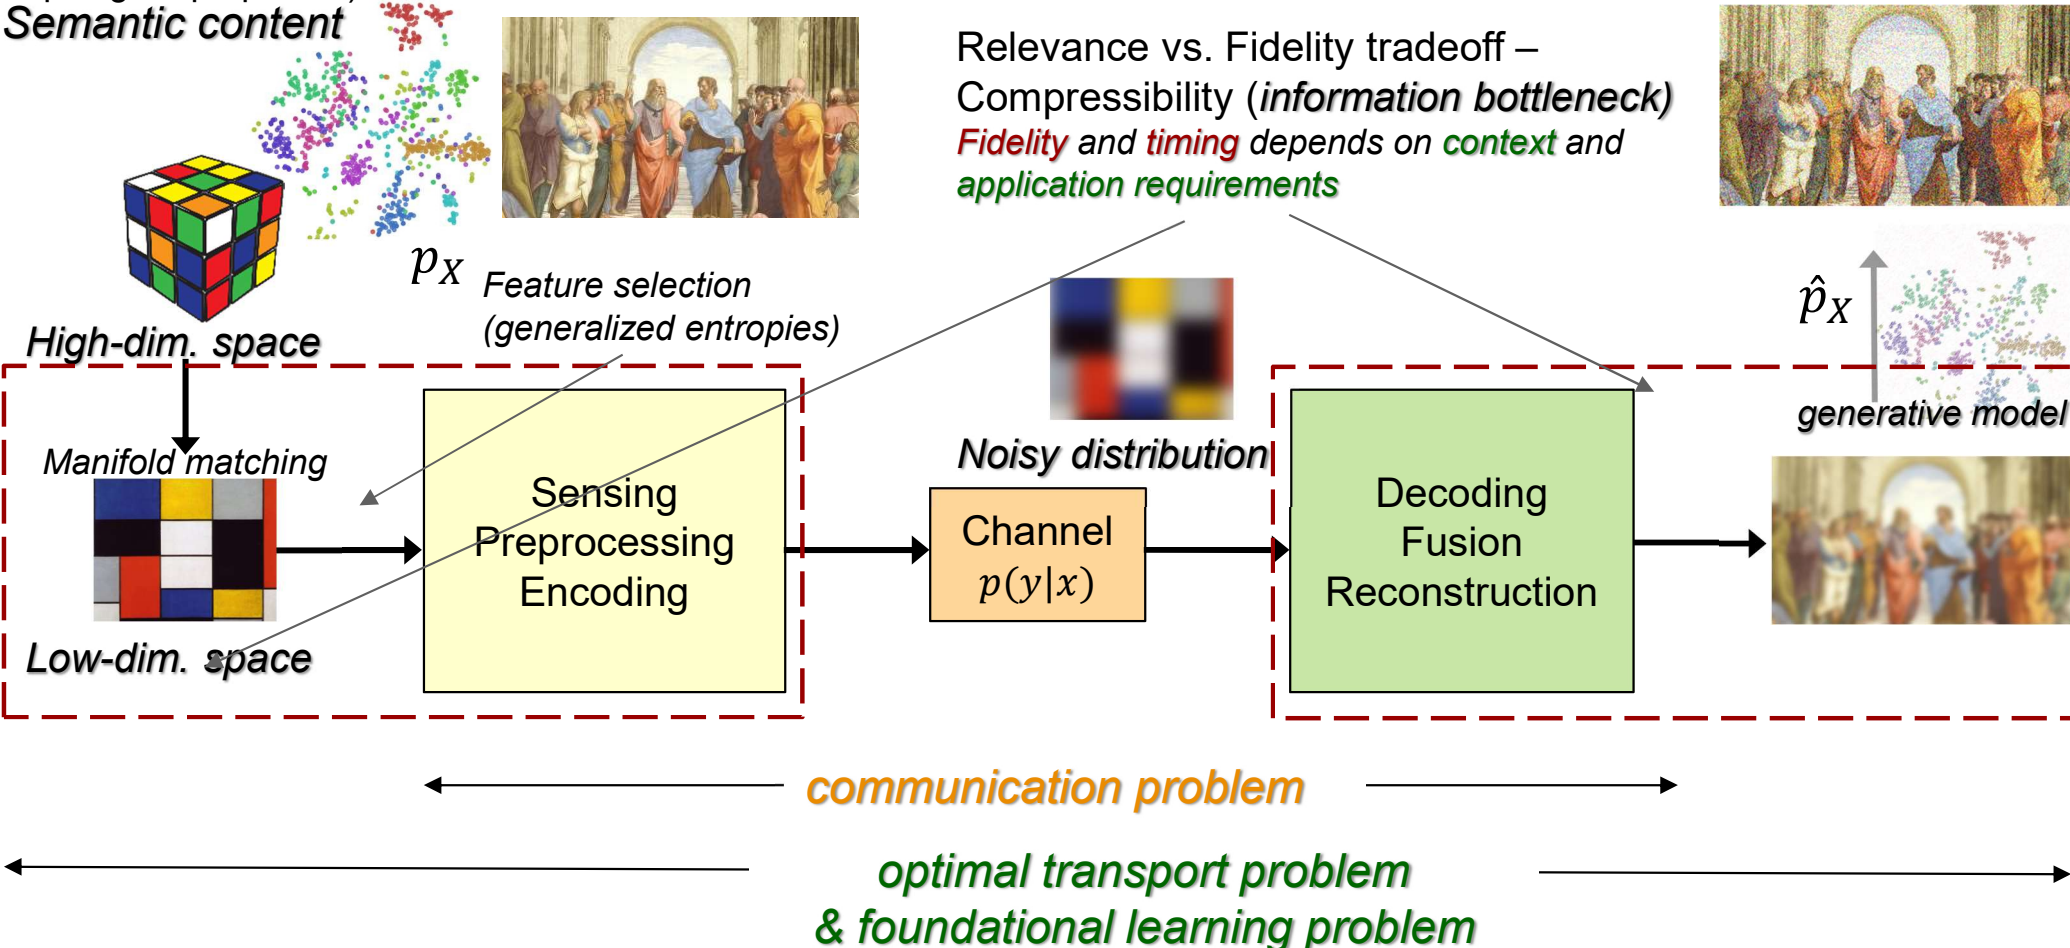 Semantic content
Relevance vs. Fidelity tradeoff –
Compressibility (information bottleneck)
Fidelity and timing depends on context and
application requirements
p_X
Feature selection
(generalized entropies)
High-dim. space
Manifold matching
Low-dim. space
Sensing
Preprocessing
Encoding
Noisy distribution
Channel
p(y|x)
Decoding
Fusion
Reconstruction
p̂_X
generative model
communication problem
optimal transport problem
& foundational learning problem